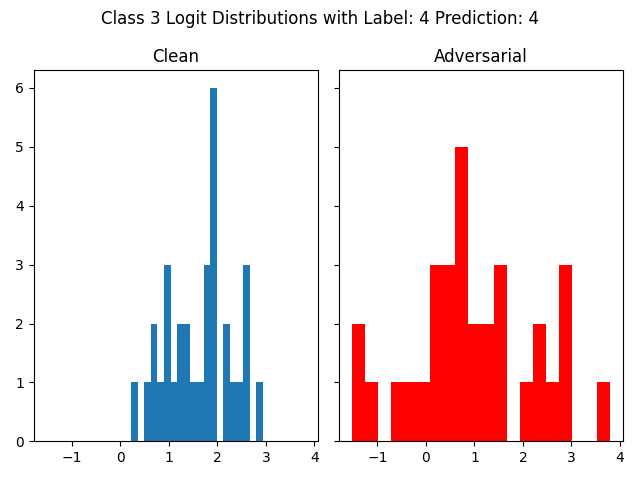 Class 3 Logit Distributions with Label: 4 Prediction: 4
Clean
Adversarial
6
5
4
3
2
1
0
−1 0 1 2 3 4
−1 0 1 2 3 4